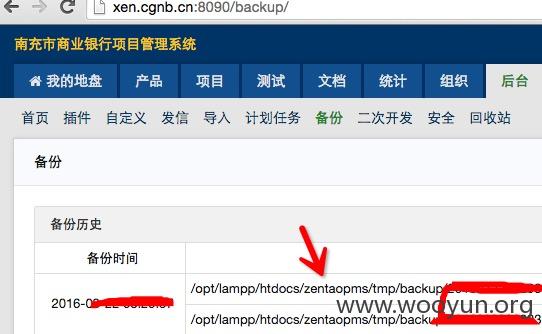 xen.cgnb.cn:8090/backup/
南充市商业银行项目管理系统
我的地盘 产品 项目 测试 文档 统计 组织 后台
首页 插件 自定义 发信 导入 计划任务 备份 二次开发 安全 回收站
备份
备份历史
备份时间
/opt/lampp/htdocs/zentaopms/tmp/backup/
2016-
/opt/lampp/htdocs/zentaopms/tmp/backup/
www.wooyun.org